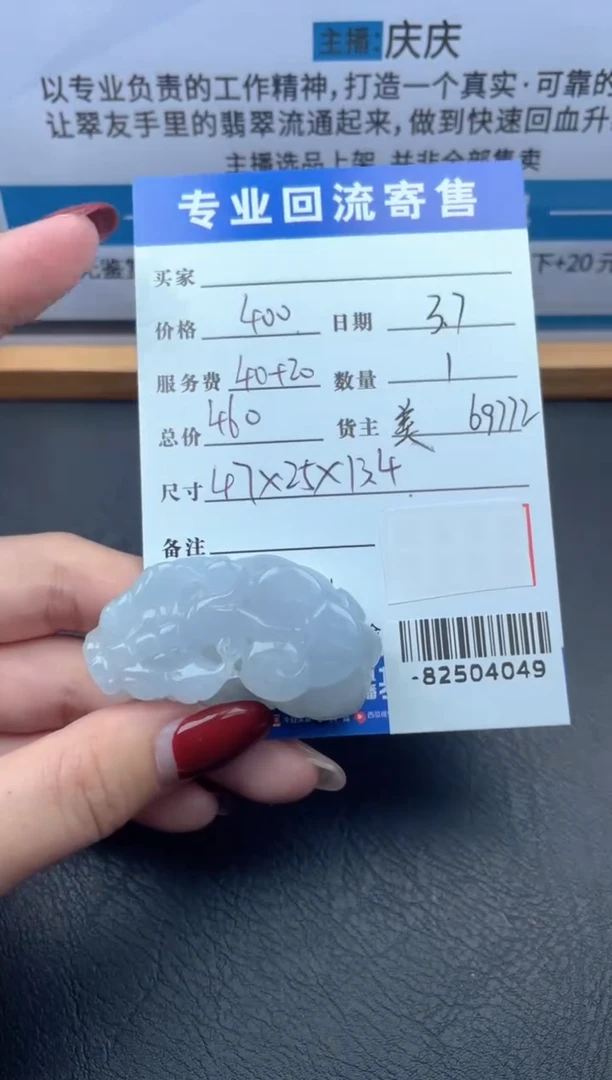 主播:庆庆
以专业负责的工作精神,打造一个真实·可靠的
让翠友手里的翡翠流通起来,做到快速回血升
主播选品上架,并非全部售卖
下+20元
专业回流寄售
买家
价格 400 日期 3.7
服务费 40+20 数量 1
总价 460 货主 美 69772
尺寸 47×25×13.4
备注
-82504049